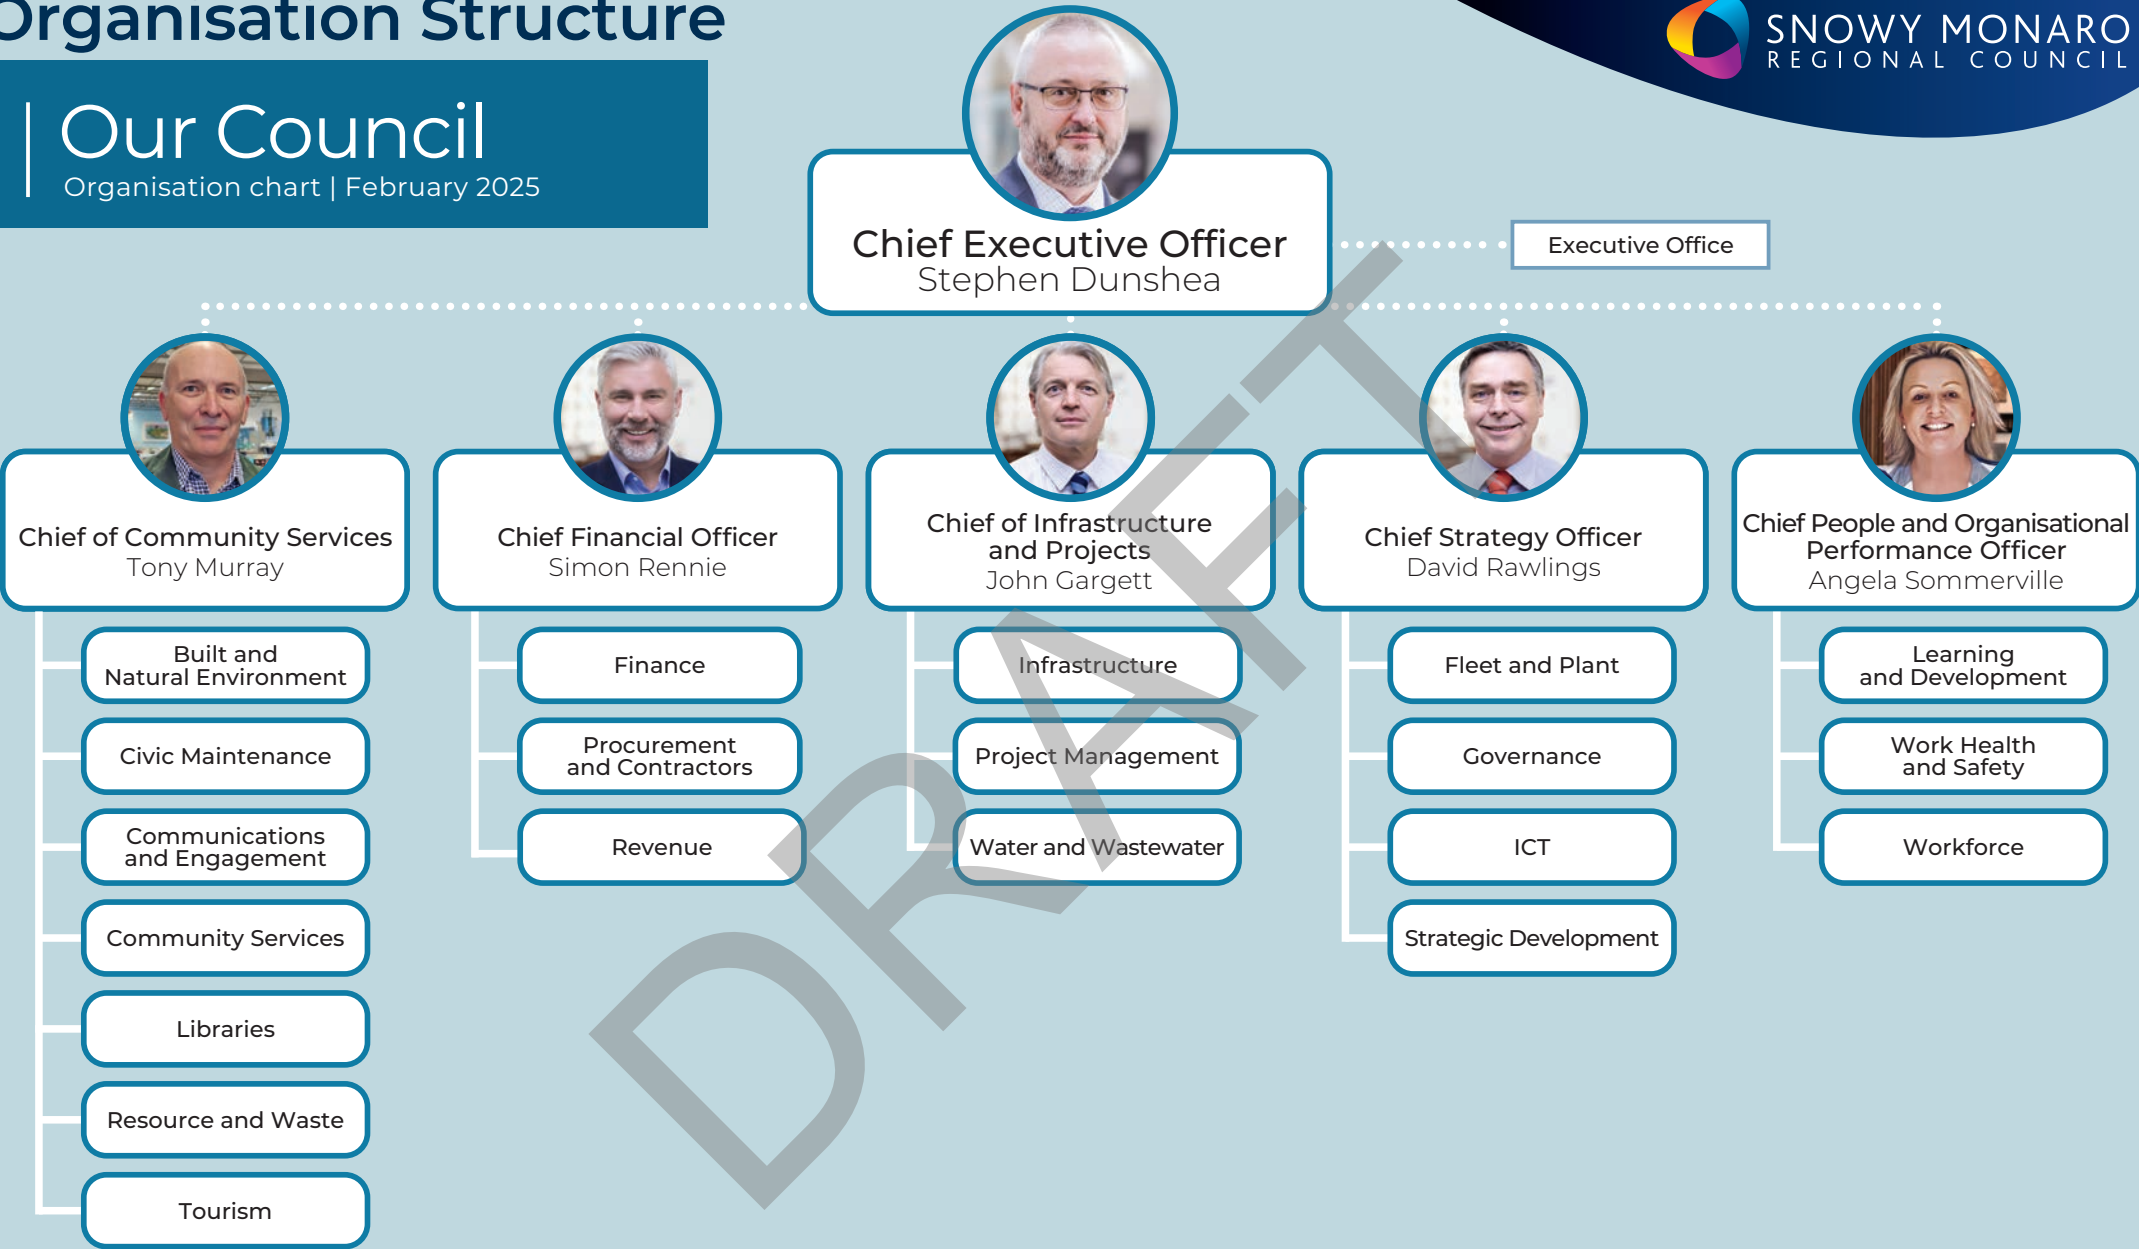 Organisation Structure
SNOWY MONARO
REGIONAL COUNCIL
Our Council
Organisation chart | February 2025
Chief Executive Officer
Stephen Dunshea
Executive Office
Chief of Community Services
Tony Murray
Built and
Natural Environment
Civic Maintenance
Communications
and Engagement
Community Services
Libraries
Resource and Waste
Tourism
Chief Financial Officer
Simon Rennie
Finance
Procurement
and Contractors
Revenue
Chief of Infrastructure
and Projects
John Gargett
Infrastructure
Project Management
Water and Wastewater
Chief Strategy Officer
David Rawlings
Fleet and Plant
Governance
ICT
Strategic Development
Chief People and Organisational
Performance Officer
Angela Sommerville
Learning
and Development
Work Health
and Safety
Workforce
DRAFT